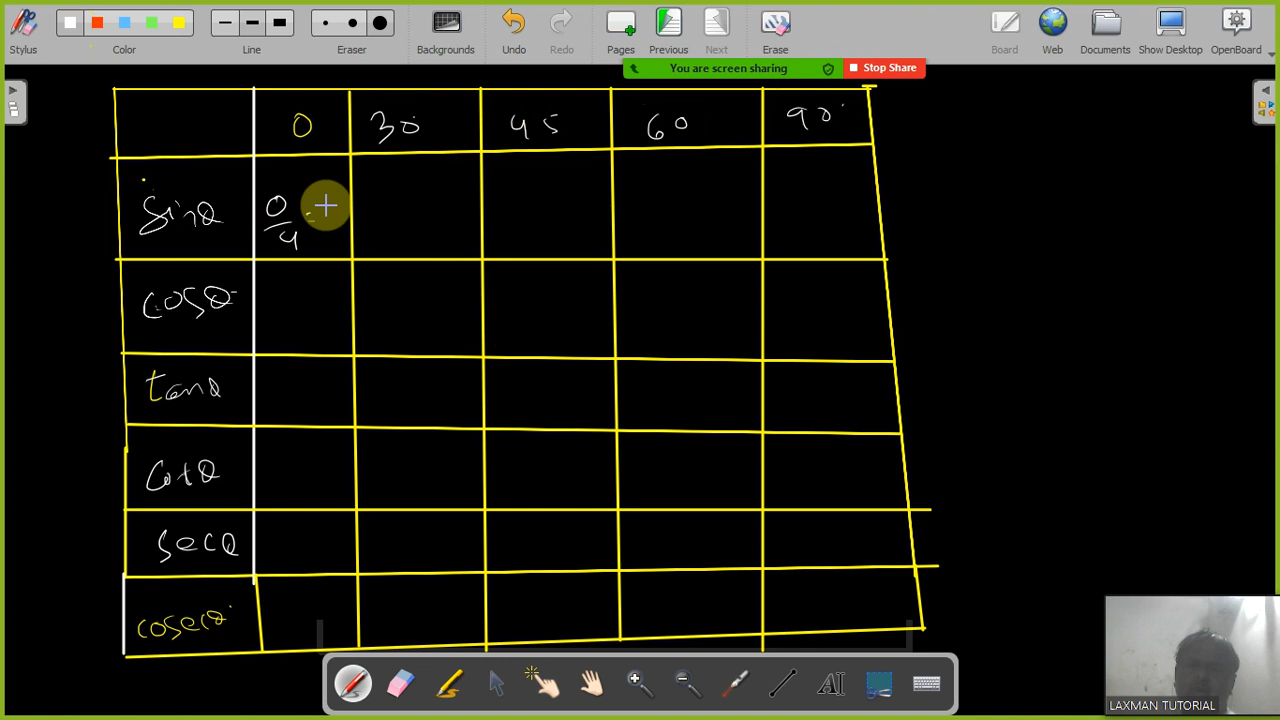 Stylus Color Line Eraser Backgrounds Undo Redo Pages Previous Next Erase Board Web Documents Show Desktop OpenBoard
You are screen sharing Stop Share
0 30 45 60 90
sinθ 0/4 =
cosθ
tanθ
cotθ
secθ
cosecθ
AI
LAXMAN TUTORIAL